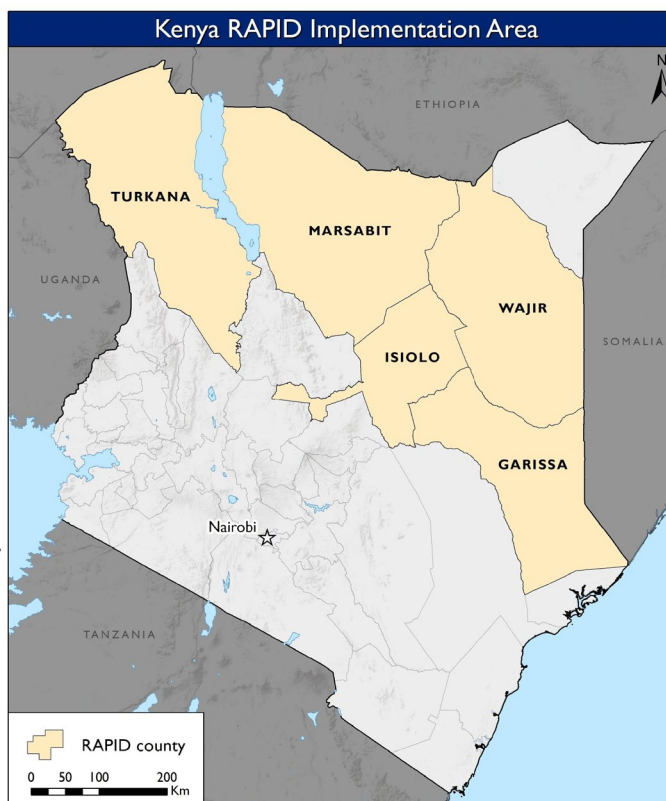 Kenya RAPID Implementation Area
N
ETHIOPIA
TURKANA
MARSABIT
UGANDA
WAJIR
SOMALIA
ISIOLO
GARISSA
Nairobi
TANZANIA
RAPID county
0 50 100 200
Km